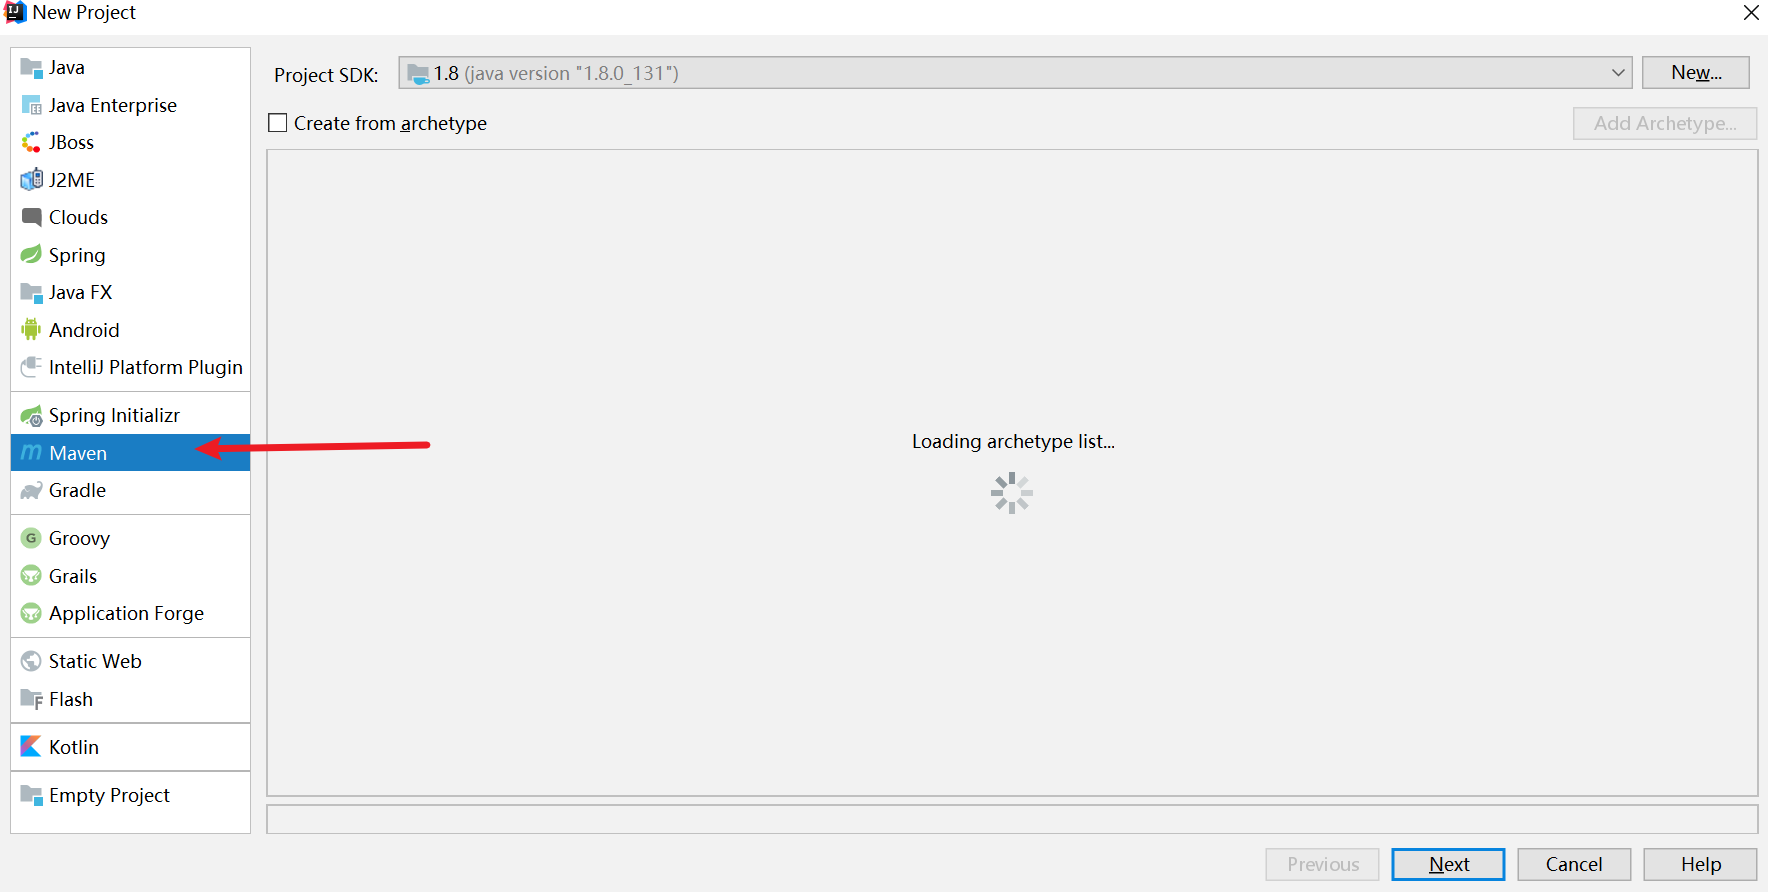 New Project
Java
Java Enterprise
JBoss
J2ME
Clouds
Spring
Java FX
Android
IntelliJ Platform Plugin
Spring Initializr
Maven
Gradle
Groovy
Grails
Application Forge
Static Web
Flash
Kotlin
Empty Project
Project SDK: 1.8 (java version "1.8.0_131") New...
Create from archetype Add Archetype...
Loading archetype list...
Previous Next Cancel Help